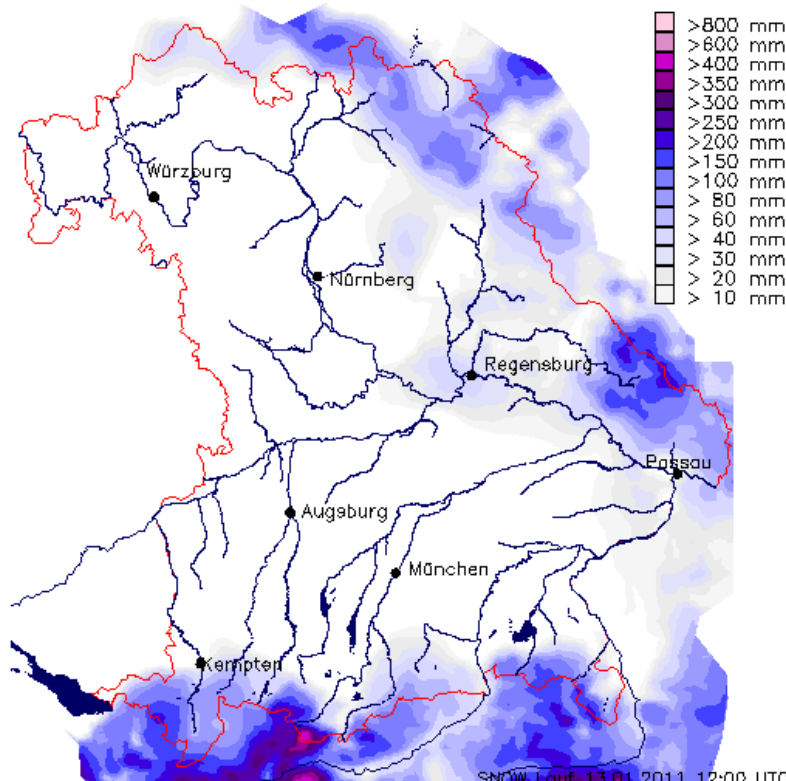 >800 mm
>600 mm
>400 mm
>350 mm
>300 mm
>250 mm
>200 mm
>150 mm
>100 mm
> 80 mm
> 60 mm
> 40 mm
> 30 mm
> 20 mm
> 10 mm
Würzburg
Nürnberg
Regensburg
Passau
Augsburg
München
Kempten
SNOW Lauf 13.01.2011 12:00 UTC